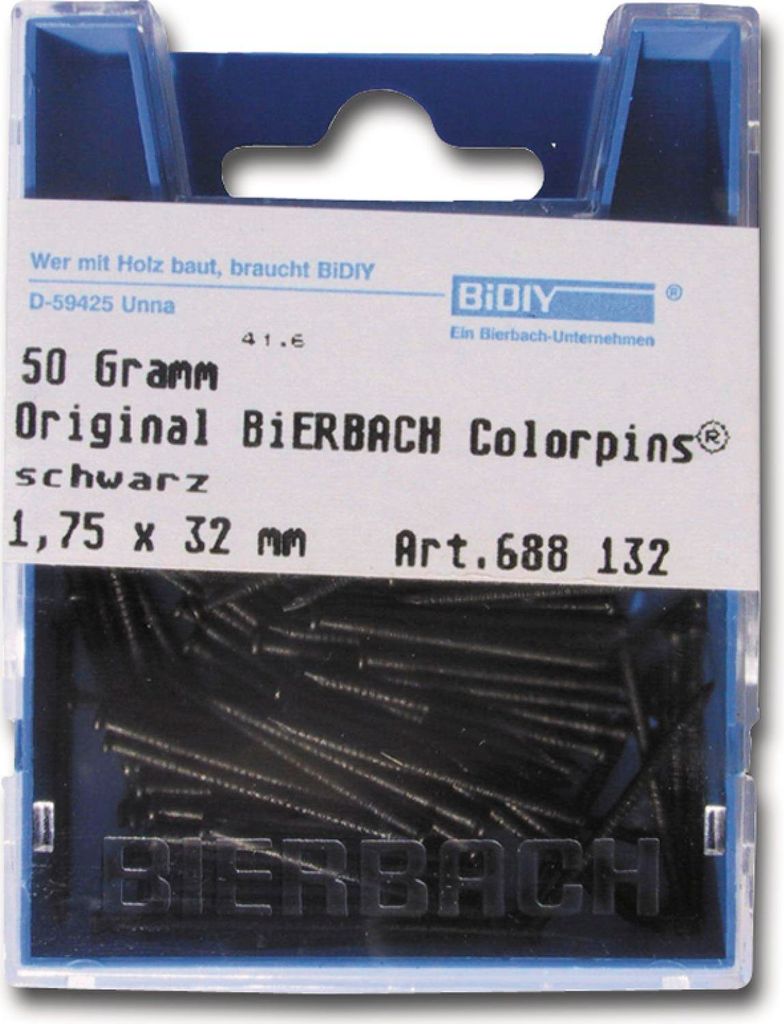 Wer mit Holz baut, braucht BiDIY
BiDIY®
D-59425 Unna
Ein Bierbach-Unternehmen
41.6
50 Gramm
Original BiERBACH Colorpins®
schwarz
1,75 x 32 mm Art.688 132
BIERBACH